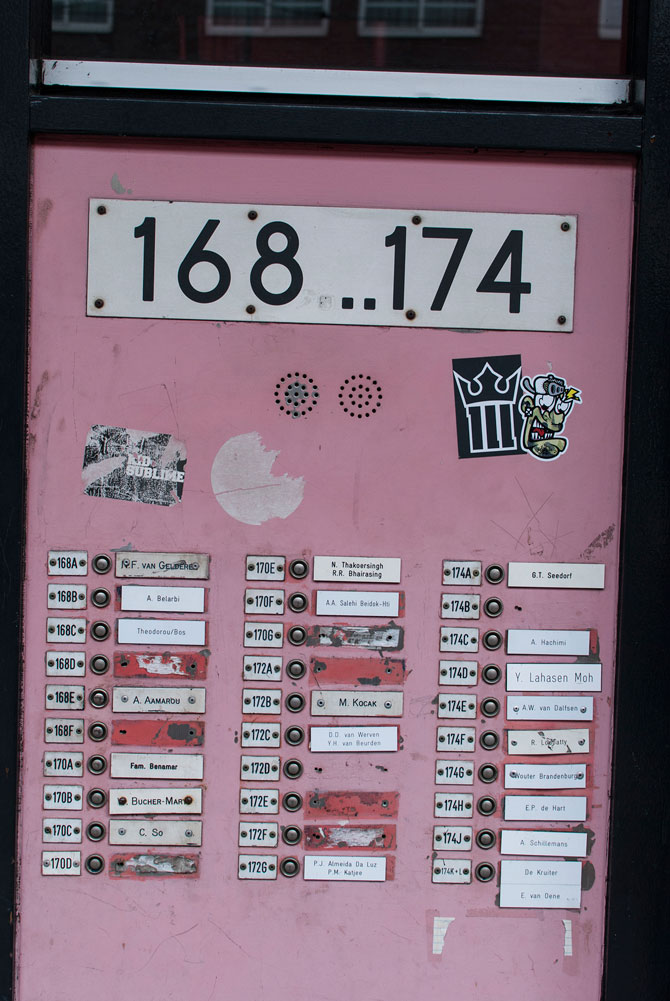 168..174
KID
SUBLIME
168A
168B A. Belarbi
168C Theodorou/Bos
168D
168E A. AAMARDU
168F
170A Fam. Benamar
170B BUCHER-MAR
170C C. So
170D
170E N. Thakoersingh
R.R. Bhairasing
170F A.A. Salehi Beidok-Hti
170G
172A
172B M. KOCAK
172C D.D. van Werven
Y.H. van Beurden
172D
172E
172F
172G P.J. Almeida Da Luz
P.M. Katjee
174A G.T. Seedorf
174B
174C A. Hachimi
174D Y. Lahasen Moh
174E A.W. van Dalfsen
174F R.
174G Wouter Brandenburg
174H E.P. de Hart
174J A. Schillemans
174K+L De Kruiter
E. van Dene